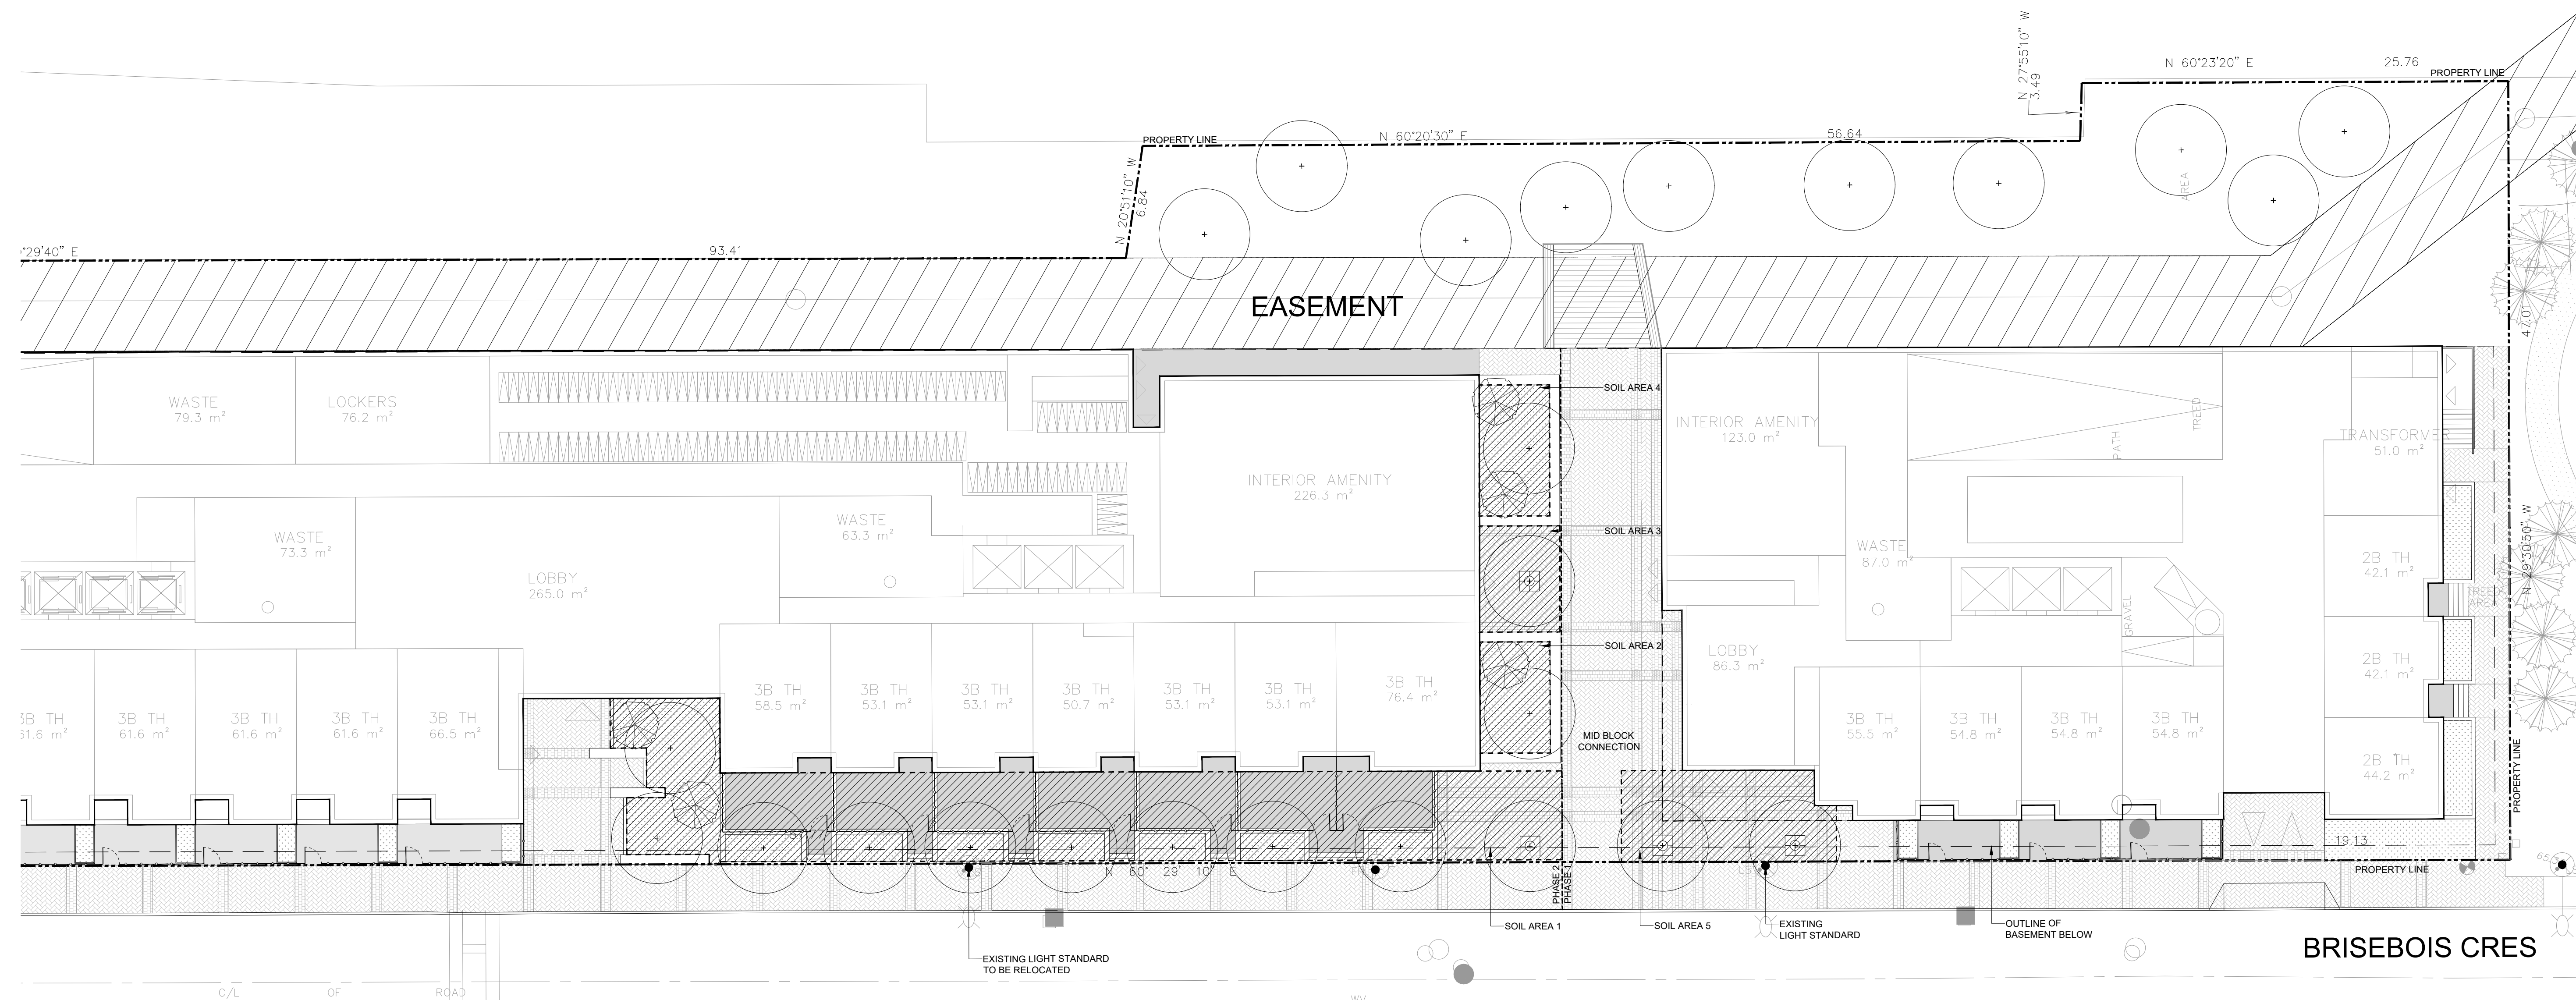 N 27°55'10" W
3.49
N 60°23'20" E
25.76
PROPERTY LINE
PROPERTY LINE
N 60°20'30" E
56.64
N 20°51'10" W
6.84
°29'40" E
93.41
AREA
EASEMENT
47.01
WASTE
79.3 m²
LOCKERS
76.2 m²
SOIL AREA 4
INTERIOR AMENITY
123.0 m²
TREED
PATH
TRANSFORMER
51.0 m²
INTERIOR AMENITY
226.3 m²
WASTE
73.3 m²
WASTE
63.3 m²
SOIL AREA 3
WASTE
87.0 m²
2B TH
42.1 m²
N 29°30'50" W
LOBBY
265.0 m²
TREED
AREA
GRAVEL
SOIL AREA 2
LOBBY
86.3 m²
2B TH
42.1 m²
3B TH
61.6 m²
3B TH
61.6 m²
3B TH
61.6 m²
3B TH
61.6 m²
3B TH
66.5 m²
3B TH
58.5 m²
3B TH
53.1 m²
3B TH
53.1 m²
3B TH
50.7 m²
3B TH
53.1 m²
3B TH
53.1 m²
3B TH
76.4 m²
MID BLOCK
CONNECTION
3B TH
55.5 m²
3B TH
54.8 m²
3B TH
54.8 m²
3B TH
54.8 m²
2B TH
44.2 m²
PROPERTY LINE
19.13
N 60° 29' 10" E
PHASE 2
PHASE 1
PROPERTY LINE
SOIL AREA 1
SOIL AREA 5
EXISTING
LIGHT STANDARD
OUTLINE OF
BASEMENT BELOW
BRISEBOIS CRES
EXISTING LIGHT STANDARD
TO BE RELOCATED
C/L OF ROAD
WV